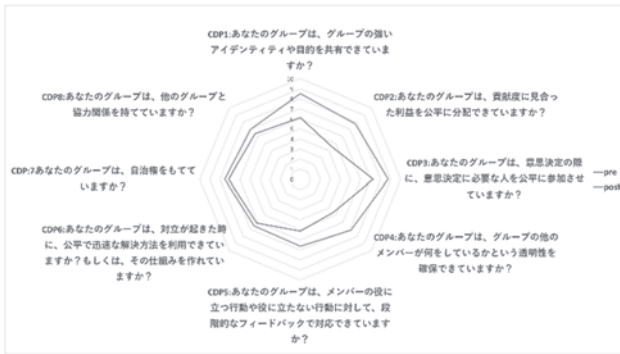 CDP1:あなたのグループは、グループの強い
アイデンティティや目的を共有できていま
すか？
CDP2:あなたのグループは、貢献度に見合っ
た利益を公平に分配できていますか？
CDP3:あなたのグループは、意思決定の際
に、意思決定に必要な人を公平に参加させ
ていますか？
CDP4:あなたのグループは、グループの他の
メンバーが何をしているかという透明性を
確保できていますか？
CDP5:あなたのグループは、メンバーの役に
立つ行動や役に立たない行動に対して、段
階的なフィードバックで対応できています
か？
CDP6:あなたのグループは、対立が起きた時
に、公平で迅速な解決方法を利用できてい
ますか？もしくは、その仕組みを作れてい
ますか？
CDP:7あなたのグループは、自治権をもてて
いますか？
CDP8:あなたのグループは、他のグループと
協力関係を持てていますか？
10
9
8
7
6
5
4
3
2
1
0
pre
post